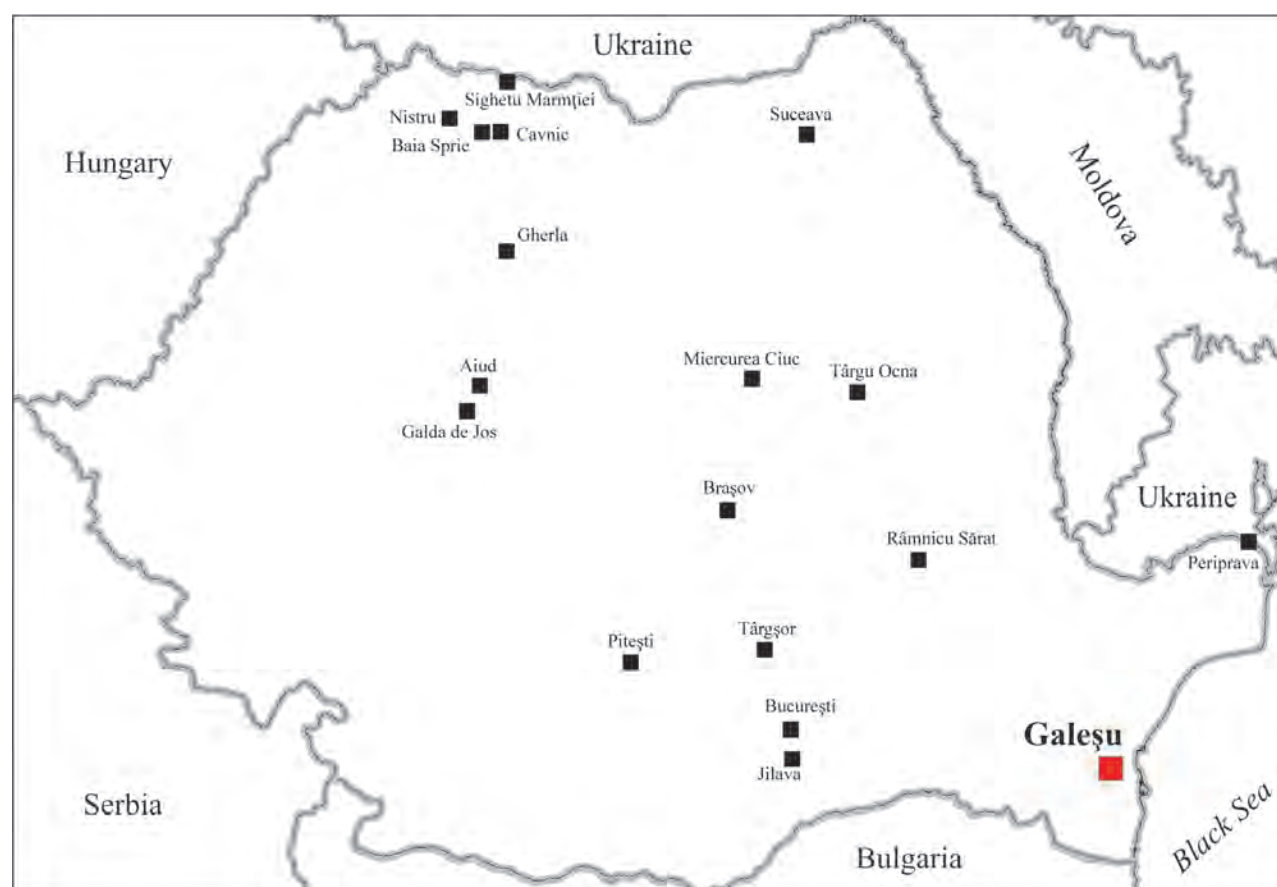 Ukraine
Sighetu Marmţiei
Nistru
Baia Sprie
Cavnic
Suceava
Hungary
Moldova
Gherla
Aiud
Galda de Jos
Miercurea Ciuc
Târgu Ocna
Braşov
Ukraine
Râmnicu Sărat
Periprava
Piteşti
Târgşor
Bucureşti
Jilava
Galeşu
Serbia
Bulgaria
Black Sea